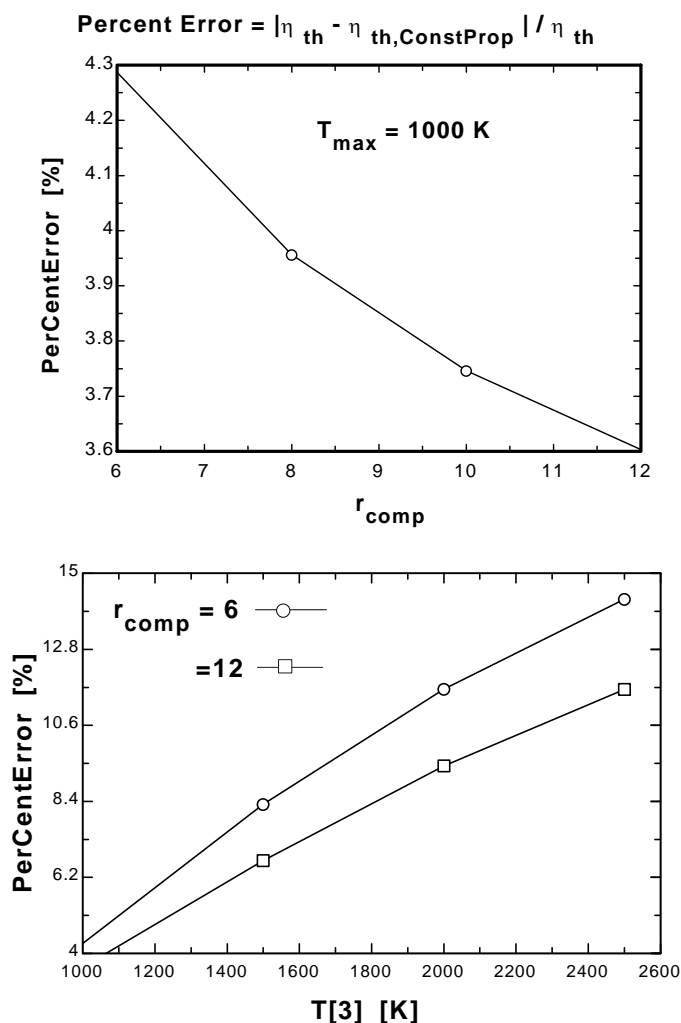 Percent Error = |η th - η th,ConstProp | / η th
4.3
4.2
4.1
4
3.9
3.8
3.7
3.6
PerCentError [%]
T max = 1000 K
6 7 8 9 10 11 12
r comp
15
12.8
10.6
8.4
6.2
4
PerCentError [%]
r comp = 6
=12
1000 1200 1400 1600 1800 2000 2200 2400 2600
T[3] [K]